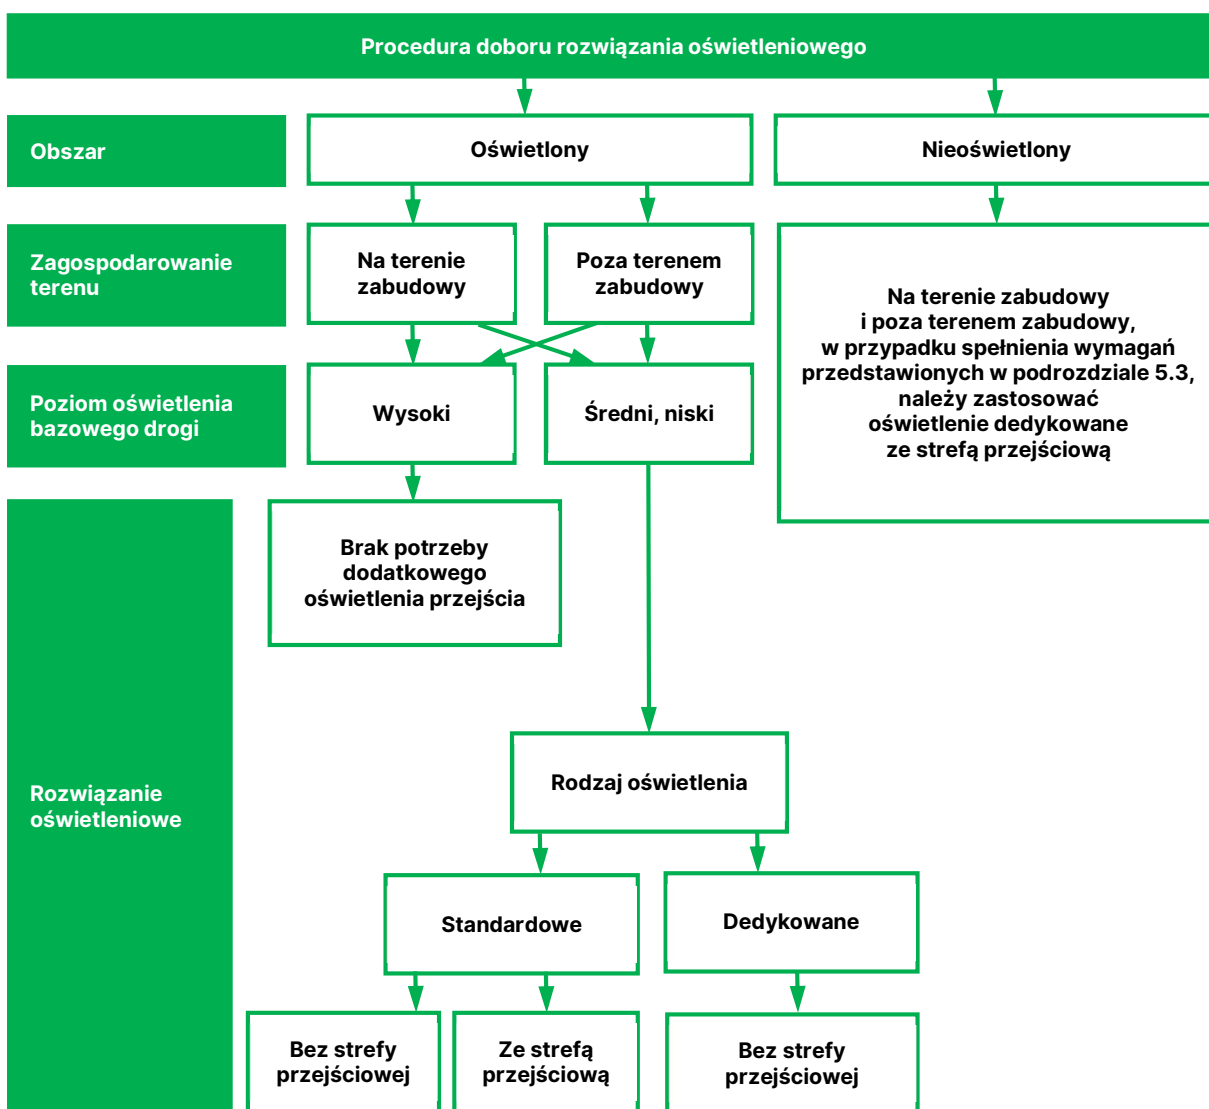 Procedura doboru rozwiązania oświetleniowego
Obszar
Oświetlony
Nieoświetlony
Zagospodarowanie
terenu
Na terenie
zabudowy
Poza terenem
zabudowy
Na terenie zabudowy
i poza terenem zabudowy,
w przypadku spełnienia wymagań
przedstawionych w podrozdziale 5.3,
należy zastosować
oświetlenie dedykowane
ze strefą przejściową
Poziom oświetlenia
bazowego drogi
Wysoki
Średni, niski
Brak potrzeby
dodatkowego
oświetlenia przejścia
Rozwiązanie
oświetleniowe
Rodzaj oświetlenia
Standardowe
Dedykowane
Bez strefy
przejściowej
Ze strefą
przejściową
Bez strefy
przejściowej